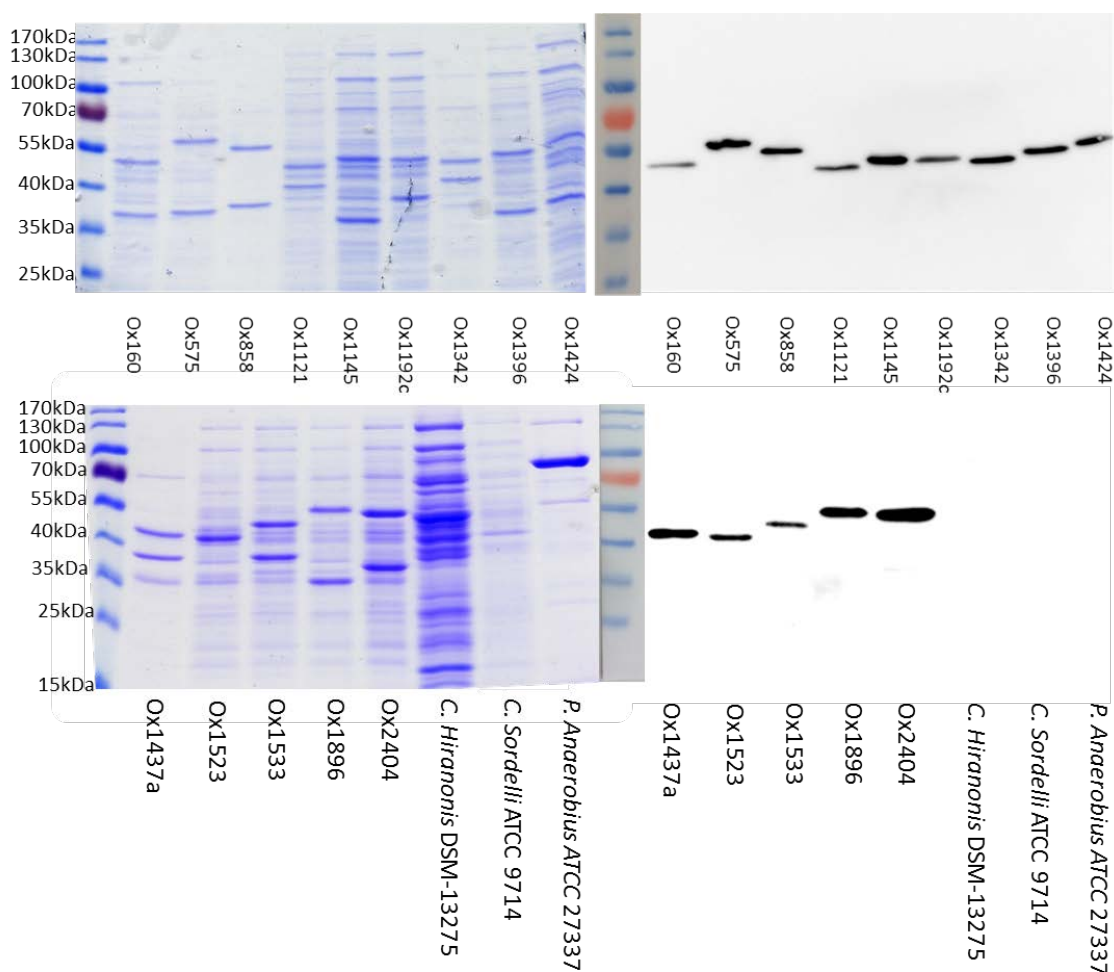 170kDa
130kDa
100kDa
70kDa
55kDa
40kDa
35kDa
25kDa
Ox160
Ox575
Ox858
Ox1121
Ox1145
Ox1192c
Ox1342
Ox1396
Ox1424
Ox160
Ox575
Ox858
Ox1121
Ox1145
Ox1192c
Ox1342
Ox1396
Ox1424
170kDa
130kDa
100kDa
70kDa
55kDa
40kDa
35kDa
25kDa
15kDa
Ox1437a
Ox1523
Ox1533
Ox1896
Ox2404
C. Hiranonis DSM-13275
C. Sordelli ATCC 9714
P. Anaerobius ATCC 27337
Ox1437a
Ox1523
Ox1533
Ox1896
Ox2404
C. Hiranonis DSM-13275
C. Sordelli ATCC 9714
P. Anaerobius ATCC 27337